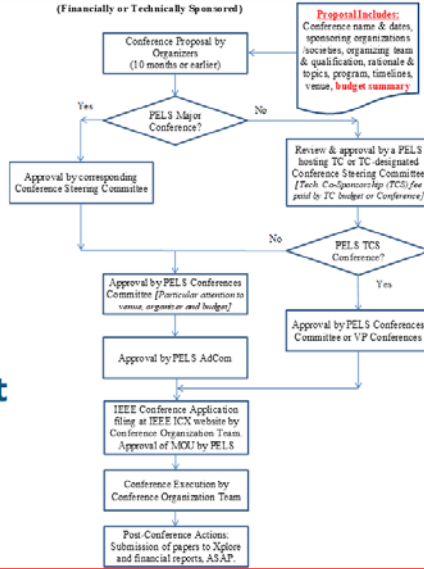 (Financially or Technically Sponsored)
Proposal Includes:
Conference name & dates,
sponsoring organizations
/societies, organizing team
& qualification, rationale &
topics, program, timelines,
venue, budget summary
Conference Proposal by
Organizers
(10 months or earlier)
Yes
No
PELS Major
Conference?
Approval by corresponding
Conference Steering Committee
Review & approval by a PELS
hosting TC or TC-designated
Conference Steering Committee
[Tech. Co-Sponsorship (TCS) fee
paid by TC budget or Conference]
No
PELS TCS
Conference?
Yes
Approval by PELS Conferences
Committee [Particular attention to
venue, organizer and budget]
Approval by PELS Conferences
Committee or VP Conferences
Approval by PELS AdCom
t
IEEE Conference Application
filing at IEEE ICX website by
Conference Organization Team.
Approval of MOU by PELS
Conference Execution by
Conference Organization Team
Post-Conference Actions:
Submission of papers to Xplore
and financial reports, ASAP.